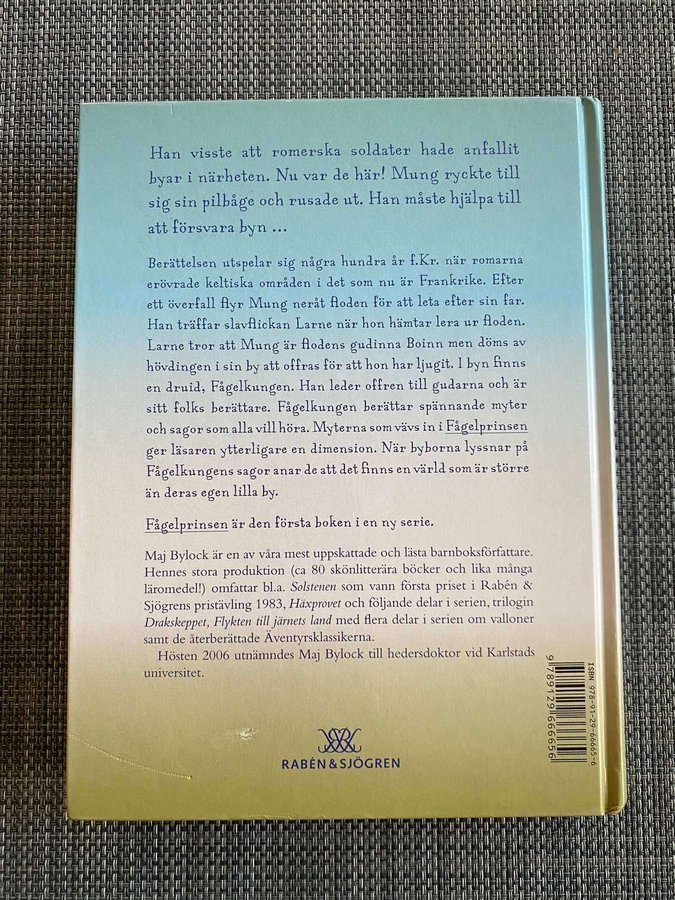 Han visste att romerska soldater hade anfallit
byar i närheten. Nu var de här! Mung ryckte till
sig sin pilbåge och rusade ut. Han måste hjälpa till
att försvara byn ...
Berättelsen utspelar sig några hundra år f.Kr. när romarna
erövrade keltiska områden i det som nu är Frankrike. Efter
ett överfall flyr Mung neråt floden för att leta efter sin far.
Han träffar slavflickan Larne när hon hämtar lera ur floden.
Larne tror att Mung är flodens gudinna Boinn men döms av
hövdingen i sin by att offras för att hon har ljugit. I byn finns
en druid, Fågelkungen. Han leder offren till gudarna och är
sitt folks berättare. Fågelkungen berättar spännande myter
och sagor som alla vill höra. Myterna som vävs in i Fågelprinsen
ger läsaren ytterligare en dimension. När byborna lyssnar på
Fågelkungens sagor anar de att det finns en värld som är större
än deras egen lilla by.
Fågelprinsen är den första boken i en ny serie.
Maj Bylock är en av våra mest uppskattade och lästa barnboksförfattare.
Hennes stora produktion (ca 80 skönlitterära böcker och lika många
läromedel!) omfattar bl.a. Solstenen som vann första priset i Rabén &
Sjögrens pristävling 1983, Häxprovet och följande delar i serien, trilogin
Drakskeppet, Flykten till järnets land med flera delar i serien om valloner
samt de återberättade Äventyrsklassikerna.
Hösten 2006 utnämndes Maj Bylock till hedersdoktor vid Karlstads
universitet.
ISBN 978-91-29-66665-6
9 789129 666656
RABÉN & SJÖGREN